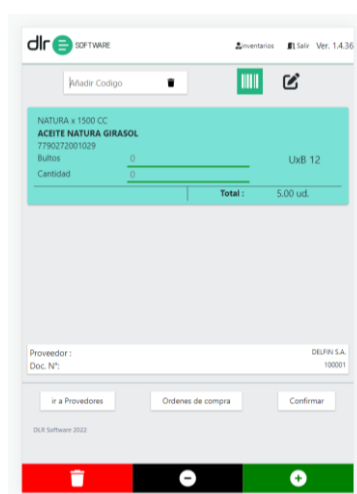 dlr SOFTWARE inventarios Salir Ver. 1.4.36
Añadir Codigo
NATURA x 1500 CC
ACEITE NATURA GIRASOL
7790272001029
Bultos 0 UxB 12
Cantidad 0
Total : 5.00 ud.
Proveedor : DELFIN S.A.
Doc. N°: 100001
ir a Provedores Ordenes de compra Confirmar
DLR Software 2022